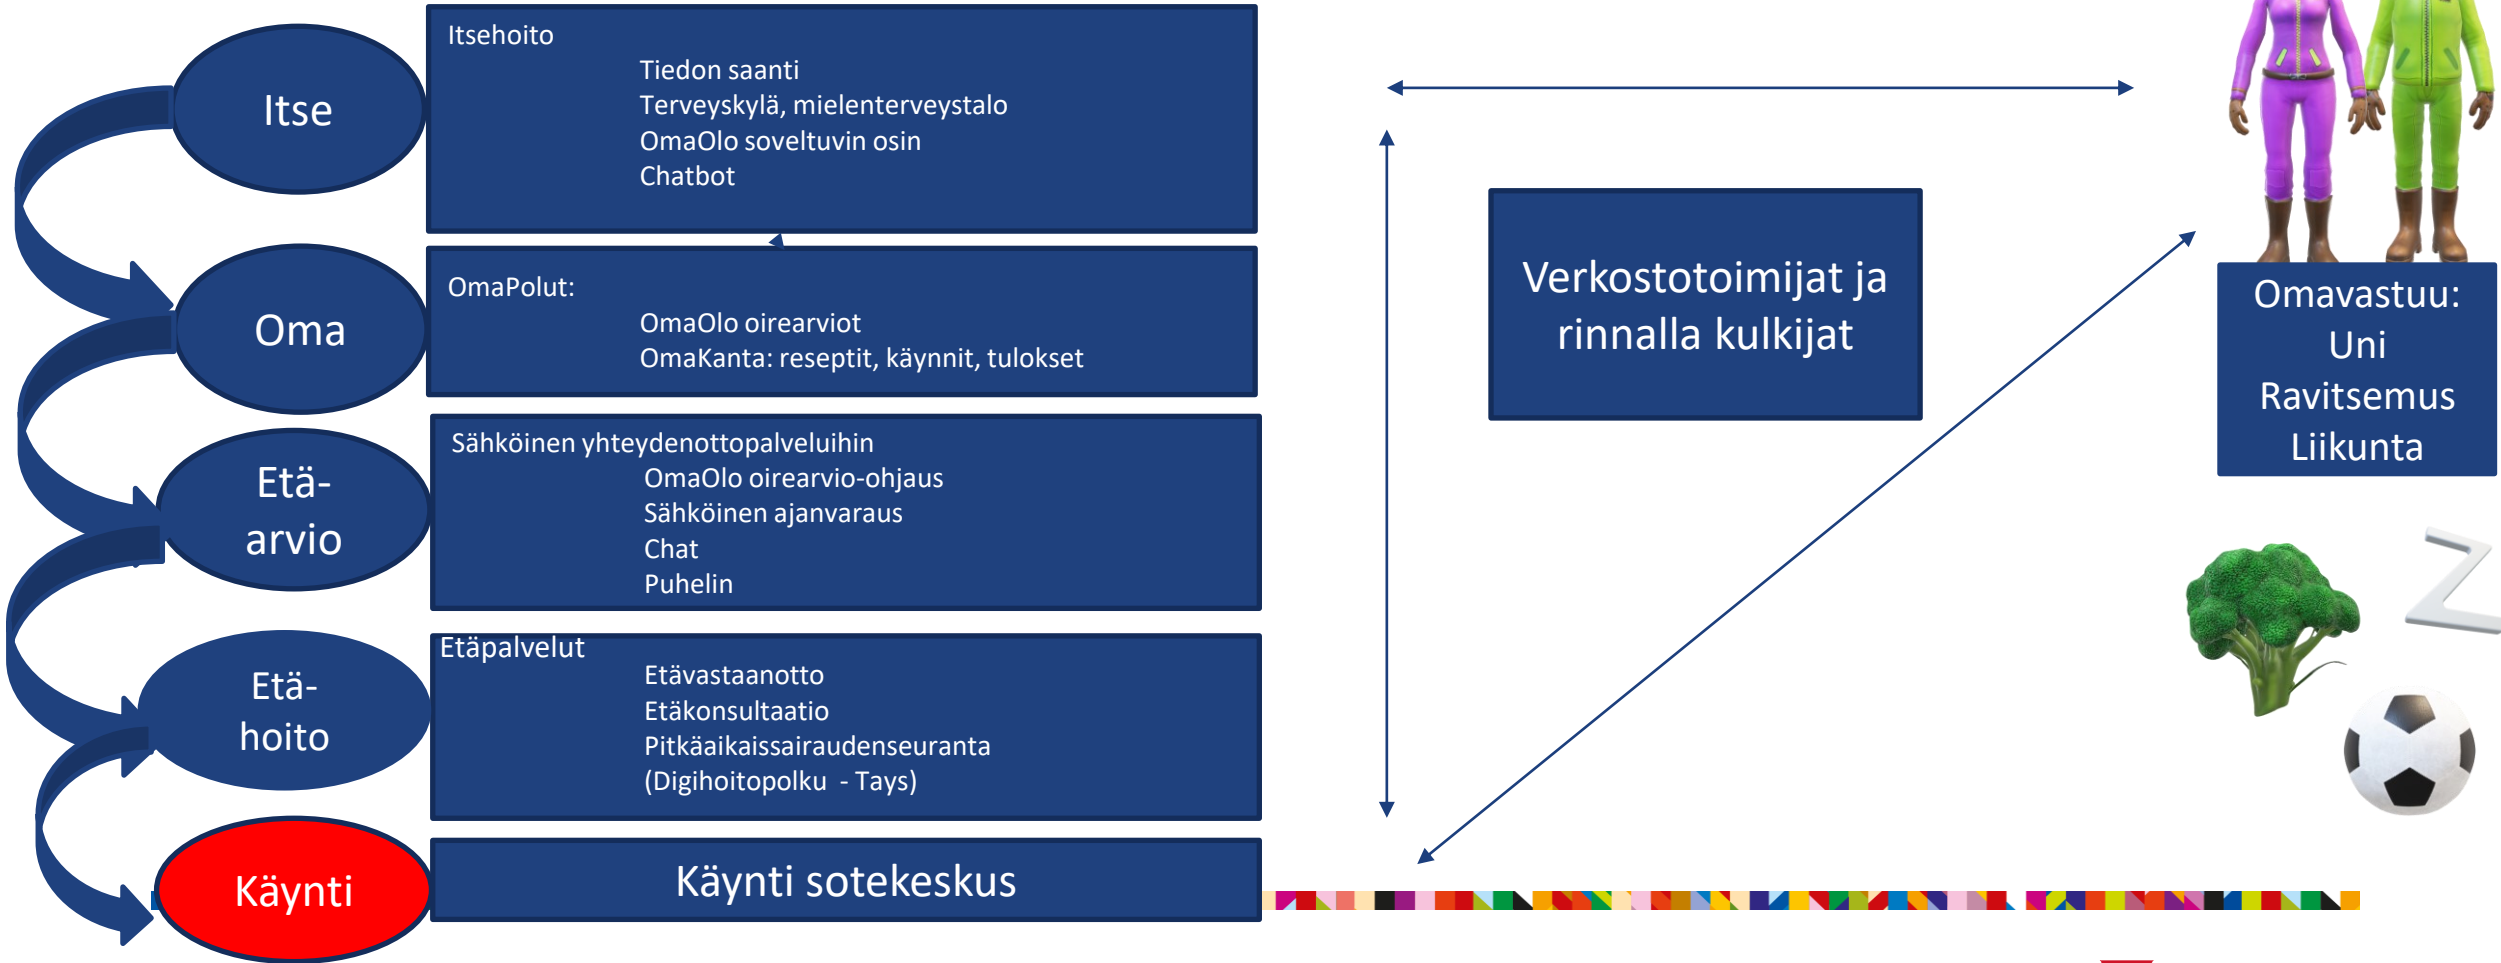 Itse
Itsehoito
Tiedon saanti
Terveyskylä, mielenterveystalo
OmaOlo soveltuvin osin
Chatbot
Oma
OmaPolut:
OmaOlo oirearviot
OmaKanta: reseptit, käynnit, tulokset
Etä-
arvio
Sähköinen yhteydenottopalveluihin
OmaOlo oirearvio-ohjaus
Sähköinen ajanvaraus
Chat
Puhelin
Etä-
hoito
Etäpalvelut
Etävastaanotto
Etäkonsultaatio
Pitkäaikaissairaudenseuranta
(Digihoitopolku  - Tays)
Käynti
Käynti sotekeskus
Verkostotoimijat ja
rinnalla kulkijat
Omavastuu:
Uni
Ravitsemus
Liikunta
Z